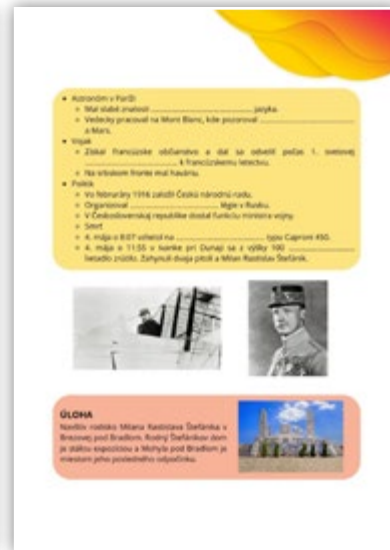 • Astronóm v Paríži
○ Mal slabé znalosti ........................................ jazyka.
○ Vedecky pracoval na Mont Blanc, kde pozoroval ........................................
a Mars.
• Vojak
○ Získal francúzske občianstvo a dal sa odveliť počas 1. svetovej
........................................ k francúzskemu letectvu.
○ Na srbskom fronte mal haváriu.
• Politik
○ Vo februáry 1916 založil Českú národnú radu.
○ Organizoval ........................................ légie v Rusku.
○ V Československej republike dostal funkciu ministra vojny.
○ Smrť
○ 4. mája o 8:07 vzlietol na ........................................ typu Caproni 450.
○ 4. mája o 11:55 v Ivanke pri Dunaji sa z výšky 100 ........................................
lietadlo zrútilo. Zahynuli dvaja piloti a Milan Rastislav Štefánik.
ÚLOHA
Navštív rodisko Milana Rastislava Štefánika v
Brezovej pod Bradlom. Rodný Štefánikov dom
je stálou expozíciou a Mohyla pod Bradlom je
miestom jeho posledného odpočinku.